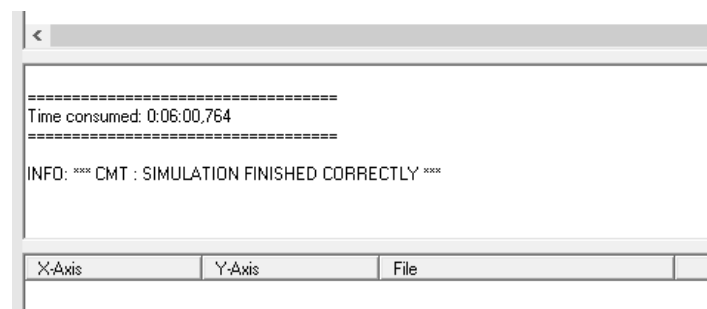 ===================================
Time consumed: 0:06:00,764
===================================
INFO: *** CMT : SIMULATION FINISHED CORRECTLY ***
X-Axis Y-Axis File